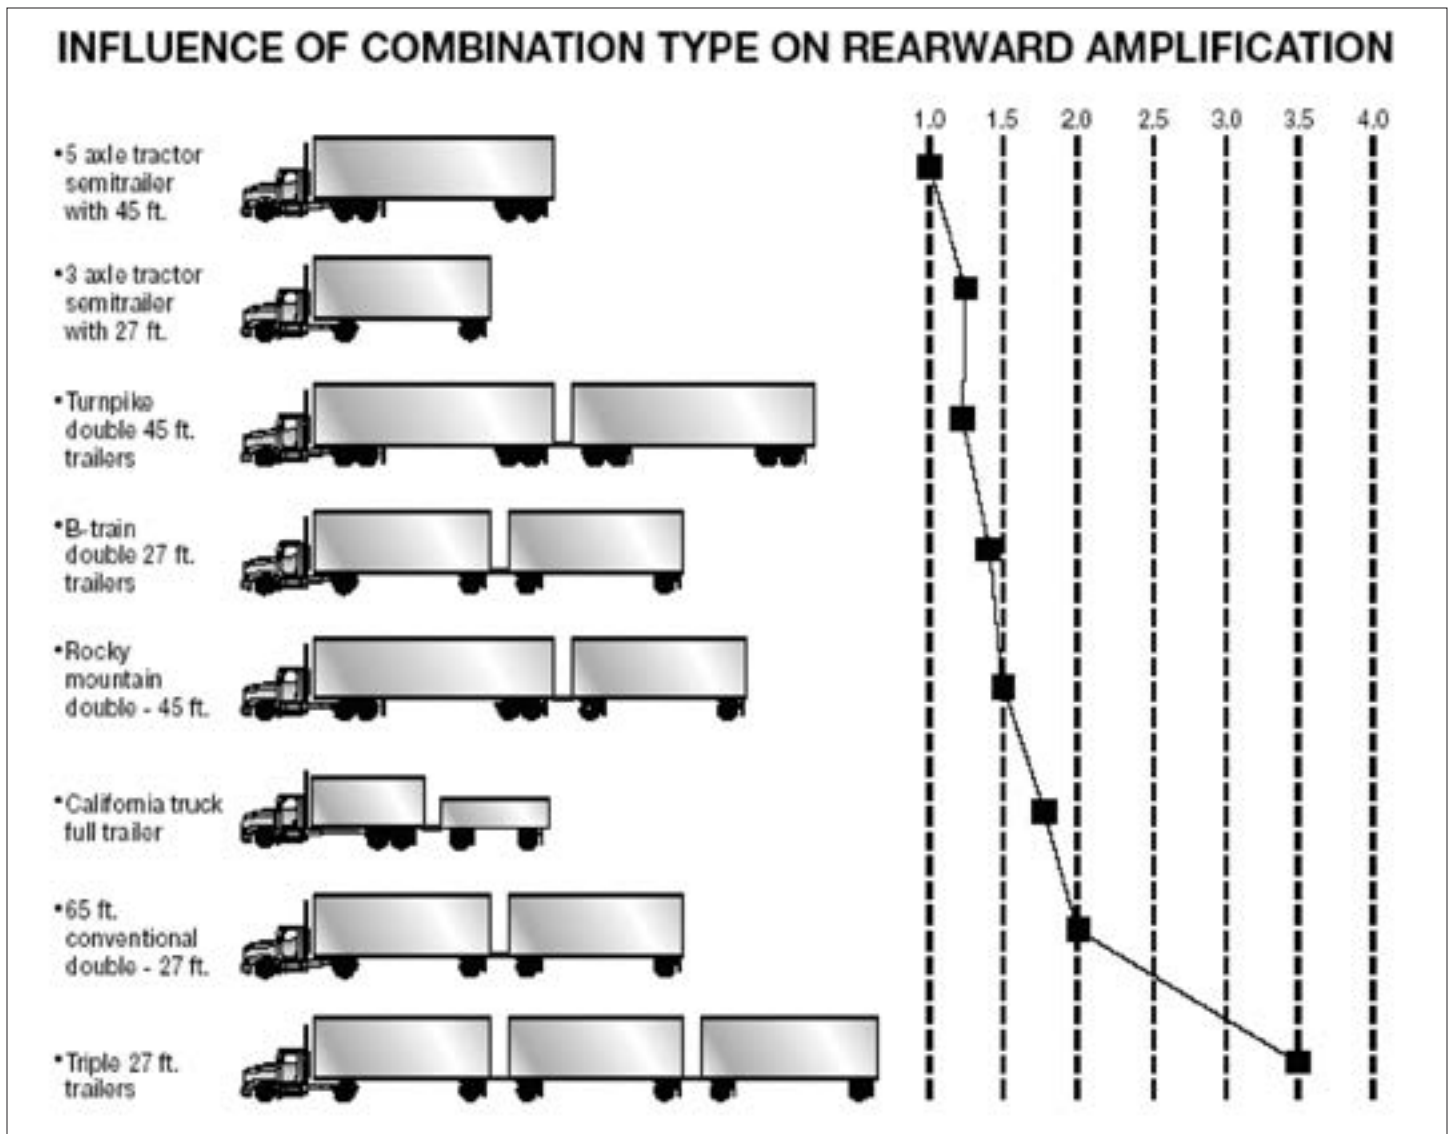 INFLUENCE OF COMBINATION TYPE ON REARWARD AMPLIFICATION
1.0 1.5 2.0 2.5 3.0 3.5 4.0
•5 axle tractor
semitrailer
with 45 ft.
•3 axle tractor
semitrailer
with 27 ft.
•Turnpike
double 45 ft.
trailers
•B-train
double 27 ft.
trailers
•Rocky
mountain
double - 45 ft.
•California truck
full trailer
•65 ft.
conventional
double - 27 ft.
•Triple 27 ft.
trailers